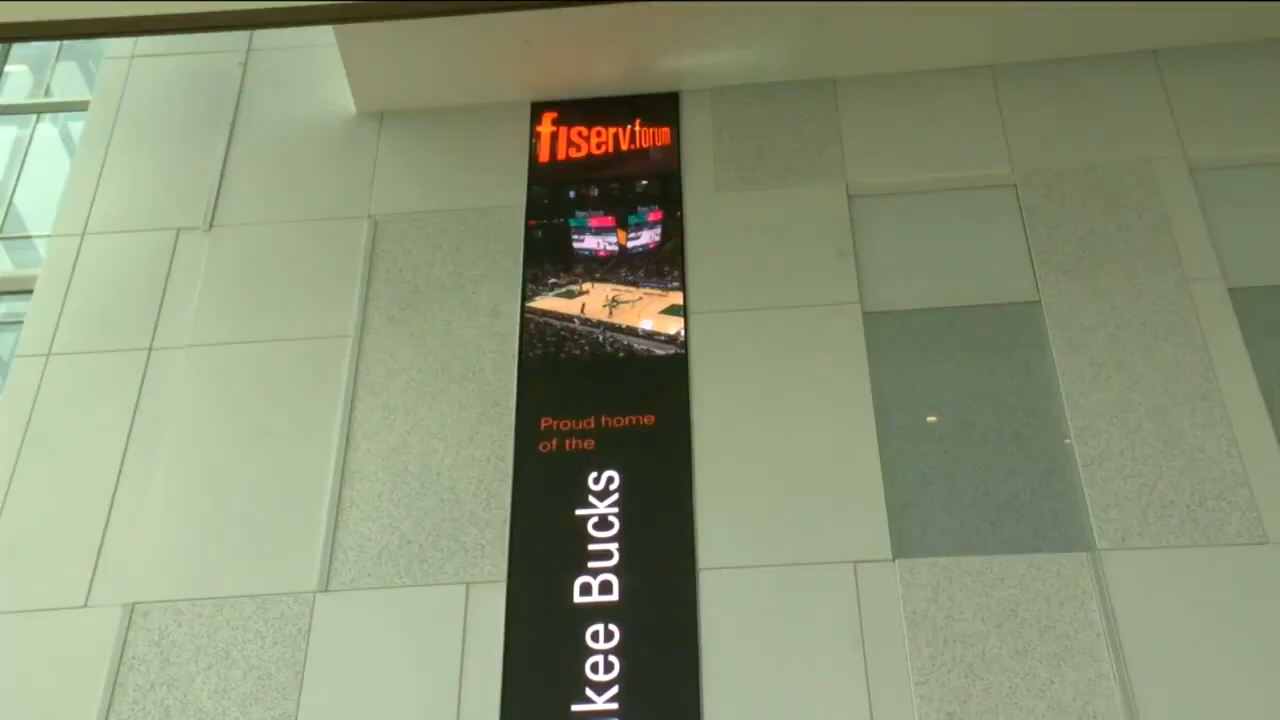 fiserv.forum
Proud home
of the
kee Bucks